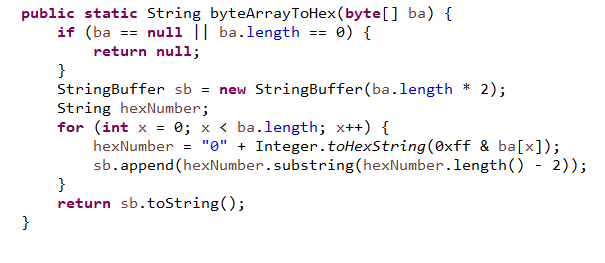 public static String byteArrayToHex(byte[] ba) {
    if (ba == null || ba.length == 0) {
        return null;
    }
    StringBuffer sb = new StringBuffer(ba.length * 2);
    String hexNumber;
    for (int x = 0; x < ba.length; x++) {
        hexNumber = "0" + Integer.toHexString(0xff & ba[x]);
        sb.append(hexNumber.substring(hexNumber.length() - 2));
    }
    return sb.toString();
}